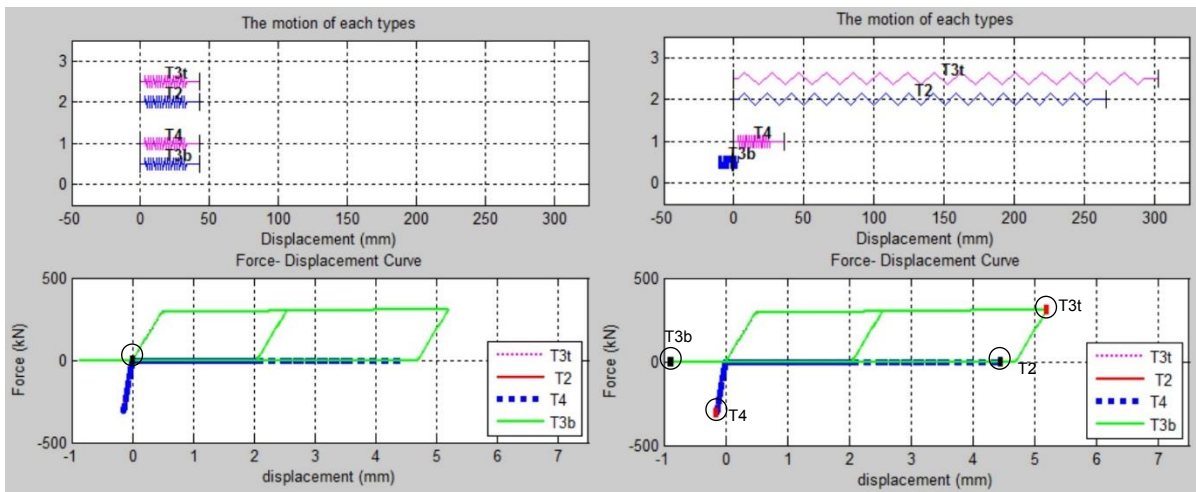 The motion of each types
3
2
1
0
T3t
T2
T4
T3b
-50 0 50 100 150 200 250 300
Displacement (mm)
Force- Displacement Curve
500
0
-500
Force (kN)
T3t
T2
T4
T3b
-1 0 1 2 3 4 5 6 7
displacement (mm)
The motion of each types
3
2
1
0
T3t
T2
T4
T3b
-50 0 50 100 150 200 250 300
Displacement (mm)
Force- Displacement Curve
500
0
-500
Force (kN)
T3b
T3t
T2
T4
T3t
T2
T4
T3b
-1 0 1 2 3 4 5 6 7
displacement (mm)